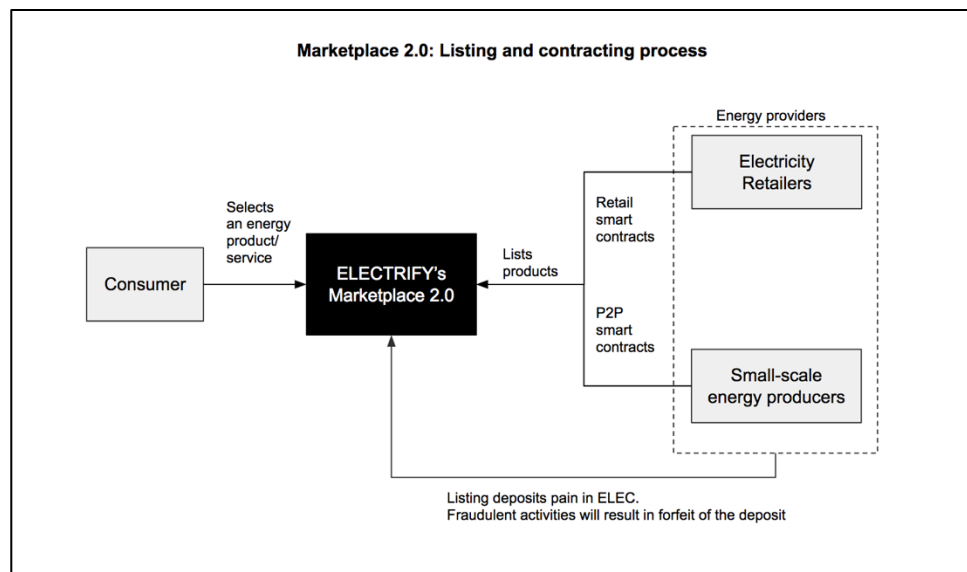 Marketplace 2.0: Listing and contracting process
Energy providers
Electricity
Retailers
Selects
an energy
product/
service
Retail
smart
contracts
Consumer
ELECTRIFY's
Marketplace 2.0
Lists
products
P2P
smart
contracts
Small-scale
energy producers
Listing deposits pain in ELEC.
Fraudulent activities will result in forfeit of the deposit